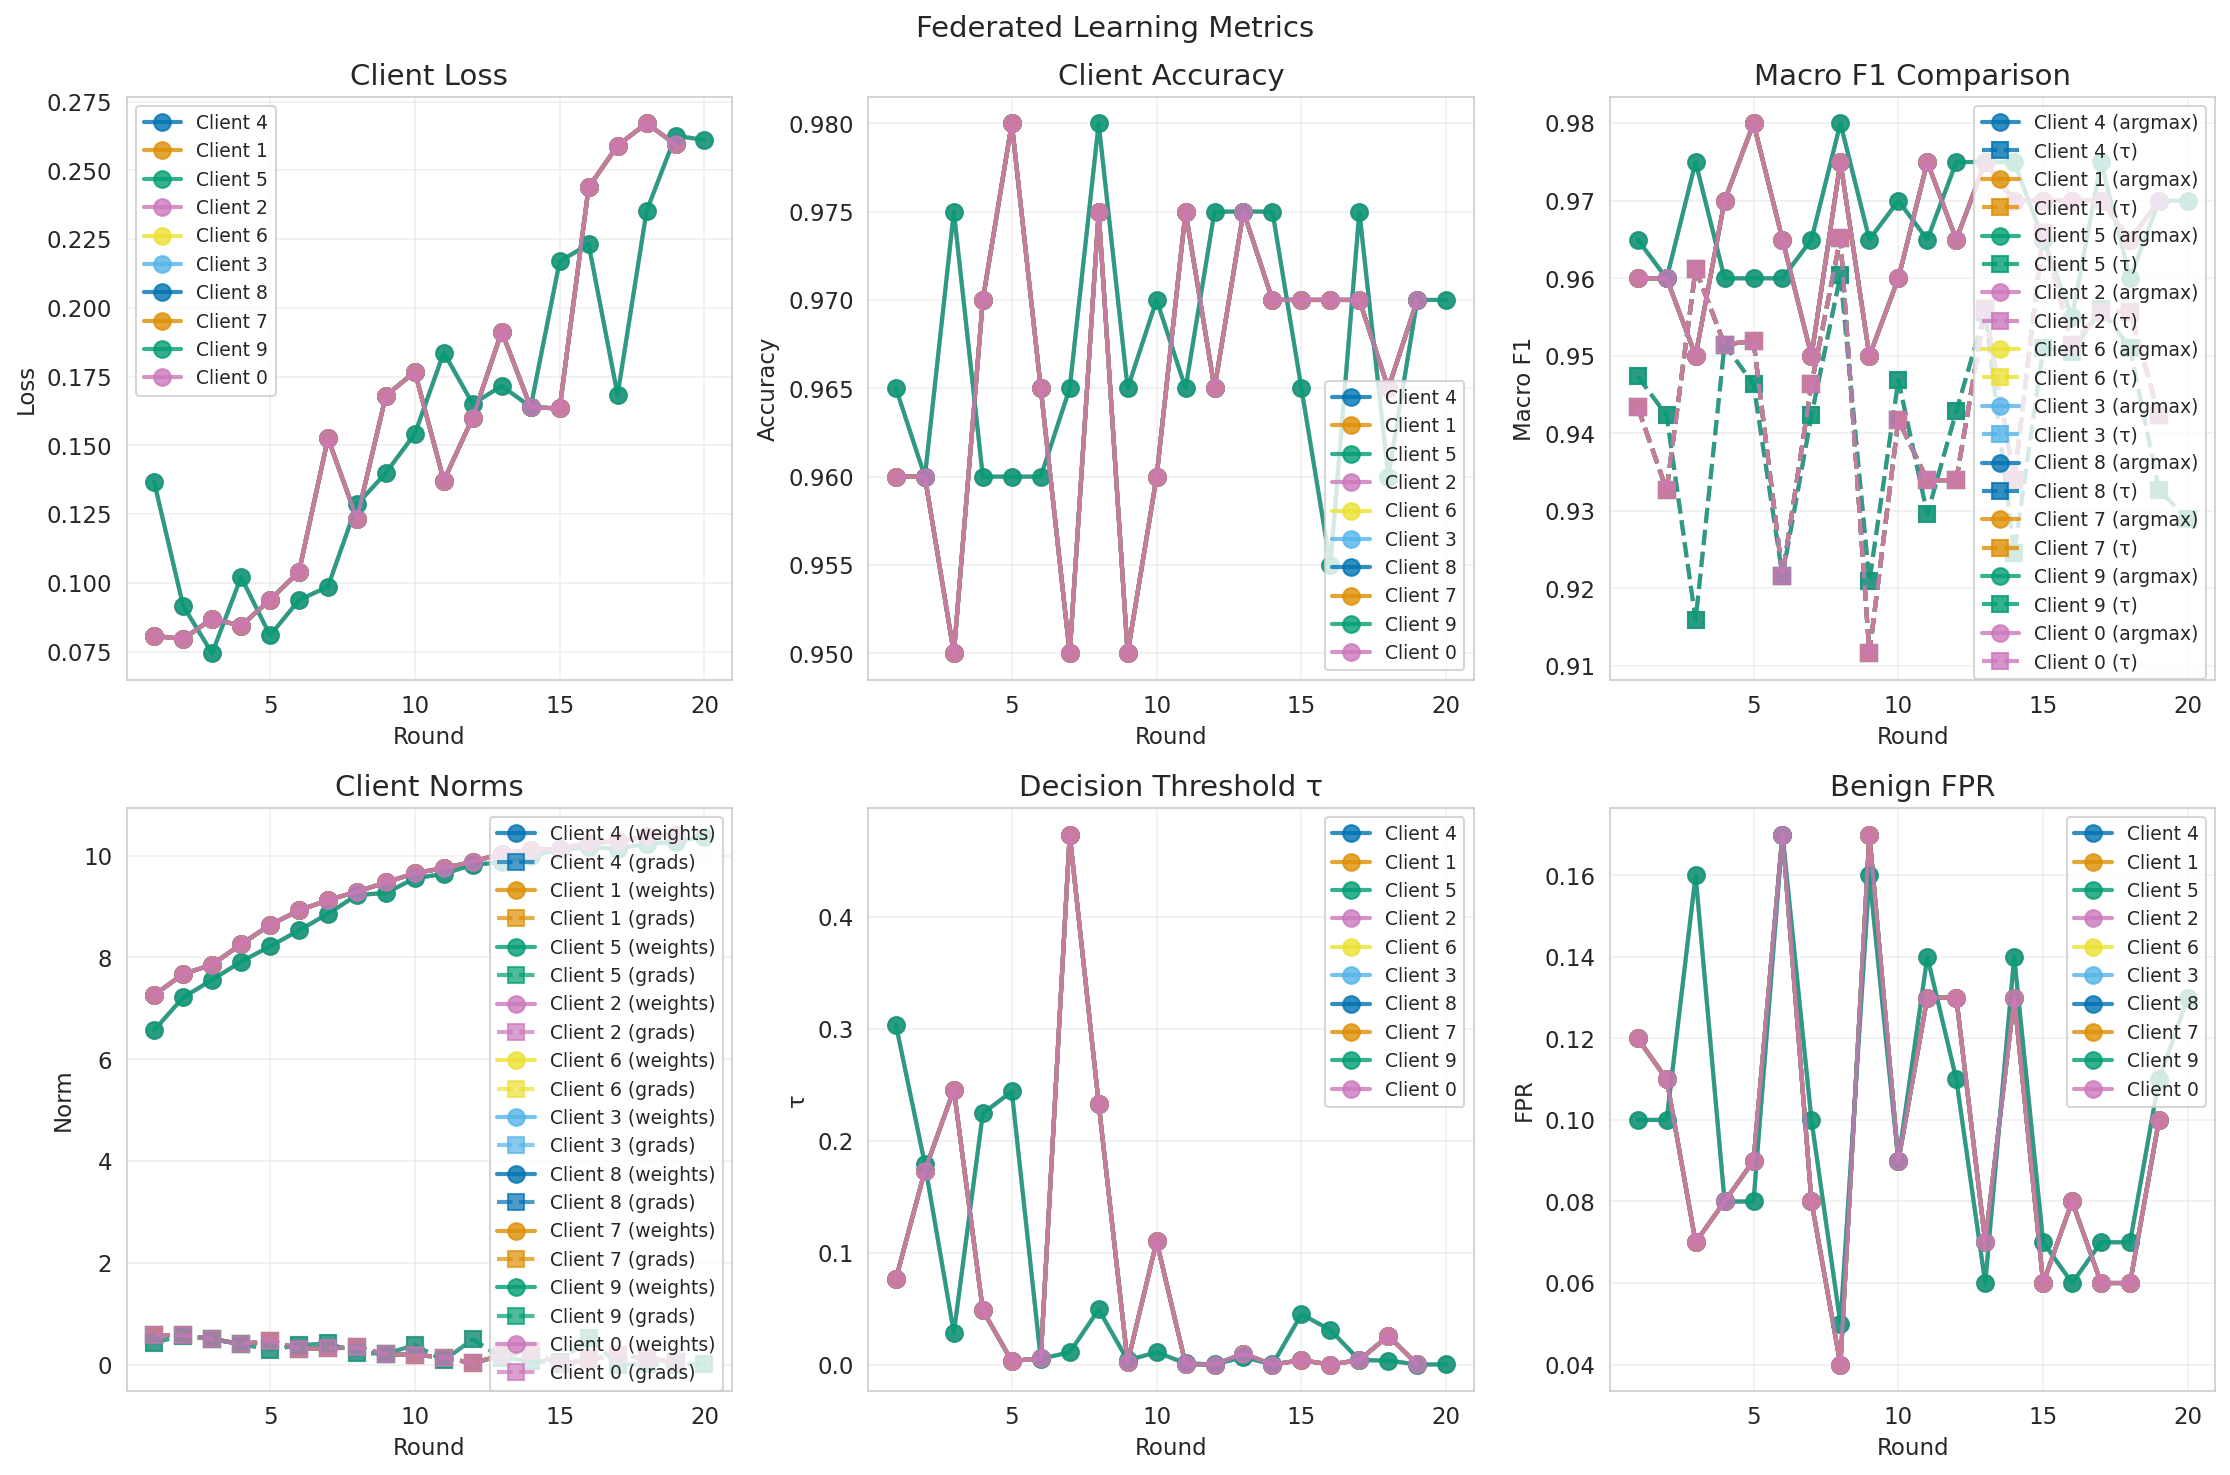 Federated Learning Metrics
Client Loss
0.275
0.250
0.225
0.200
0.175
0.150
0.125
0.100
0.075
Loss
5
10
15
20
Round
Client 4
Client 1
Client 5
Client 2
Client 6
Client 3
Client 8
Client 7
Client 9
Client 0
Client Accuracy
0.980
0.975
0.970
0.965
0.960
0.955
0.950
Accuracy
5
10
15
20
Round
Client 4
Client 1
Client 5
Client 2
Client 6
Client 3
Client 8
Client 7
Client 9
Client 0
Macro F1 Comparison
0.98
0.97
0.96
0.95
0.94
0.93
0.92
0.91
Macro F1
5
10
15
20
Round
Client 4 (argmax)
Client 4 (τ)
Client 1 (argmax)
Client 1 (τ)
Client 5 (argmax)
Client 5 (τ)
Client 2 (argmax)
Client 2 (τ)
Client 6 (argmax)
Client 6 (τ)
Client 3 (argmax)
Client 3 (τ)
Client 8 (argmax)
Client 8 (τ)
Client 7 (argmax)
Client 7 (τ)
Client 9 (argmax)
Client 9 (τ)
Client 0 (argmax)
Client 0 (τ)
Client Norms
10
8
6
4
2
0
Norm
5
10
15
20
Round
Client 4 (weights)
Client 4 (grads)
Client 1 (weights)
Client 1 (grads)
Client 5 (weights)
Client 5 (grads)
Client 2 (weights)
Client 2 (grads)
Client 6 (weights)
Client 6 (grads)
Client 3 (weights)
Client 3 (grads)
Client 8 (weights)
Client 8 (grads)
Client 7 (weights)
Client 7 (grads)
Client 9 (weights)
Client 9 (grads)
Client 0 (weights)
Client 0 (grads)
Decision Threshold τ
0.4
0.3
0.2
0.1
0.0
τ
5
10
15
20
Round
Client 4
Client 1
Client 5
Client 2
Client 6
Client 3
Client 8
Client 7
Client 9
Client 0
Benign FPR
0.16
0.14
0.12
0.10
0.08
0.06
0.04
FPR
5
10
15
20
Round
Client 4
Client 1
Client 5
Client 2
Client 6
Client 3
Client 8
Client 7
Client 9
Client 0